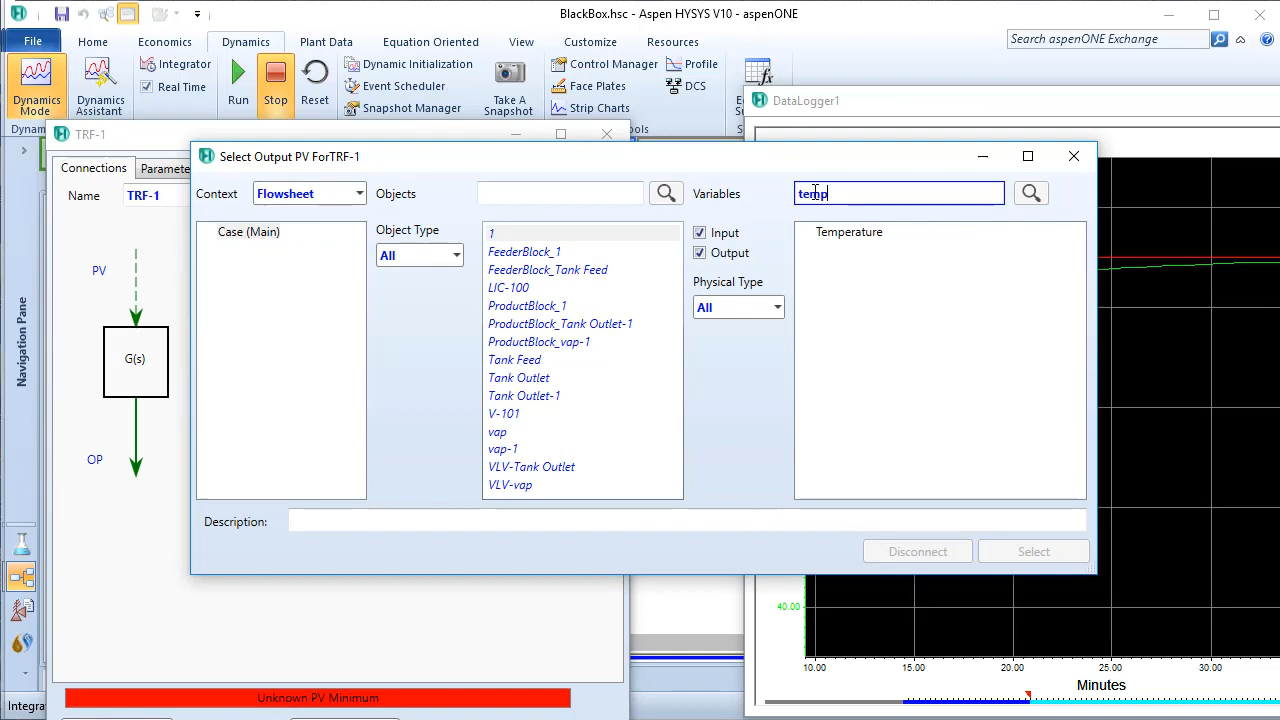 BlackBox.hsc - Aspen HYSYS V10 - aspenONE
File
Home
Economics
Dynamics
Plant Data
Equation Oriented
View
Customize
Resources
Search aspenONE Exchange
Dynamics Mode
Dynamics Assistant
Integrator
Real Time
Run
Stop
Reset
Dynamic Initialization
Event Scheduler
Snapshot Manager
Take A Snapshot
Control Manager
Face Plates
Strip Charts
Profile
DCS
TRF-1
DataLogger1
Connections
Name
TRF-1
PV
G(s)
OP
Navigation Pane
Select Output PV ForTRF-1
Context
Flowsheet
Objects
Variables
temp
Case (Main)
Object Type
All
1
FeederBlock_1
FeederBlock_Tank Feed
LIC-100
ProductBlock_1
ProductBlock_Tank Outlet-1
ProductBlock_vap-1
Tank Feed
Tank Outlet
Tank Outlet-1
V-101
vap
vap-1
VLV-Tank Outlet
VLV-vap
Input
Output
Physical Type
All
Temperature
Description:
Disconnect
Select
Unknown PV Minimum
40.00
10.00
15.00
20.00
25.00
30.00
Minutes